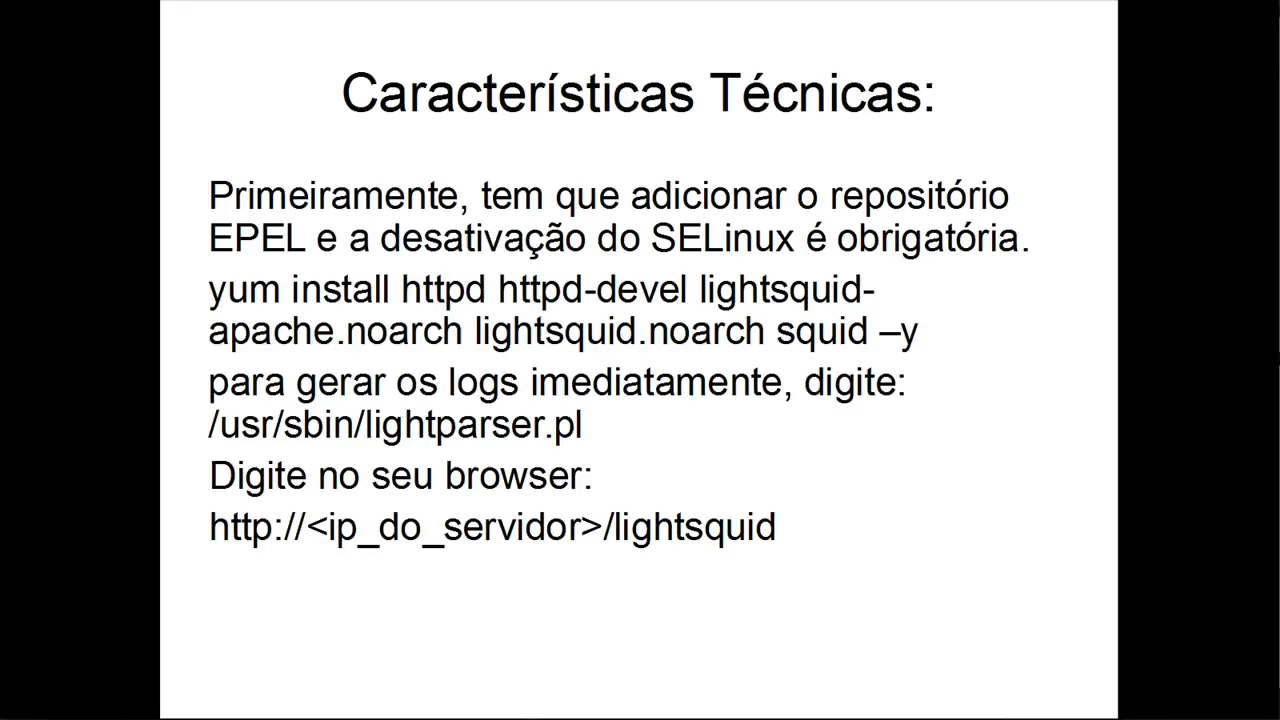 Características Técnicas:
Primeiramente, tem que adicionar o repositório
EPEL e a desativação do SELinux é obrigatória.
yum install httpd httpd-devel lightsquid-
apache.noarch lightsquid.noarch squid –y
para gerar os logs imediatamente, digite:
/usr/sbin/lightparser.pl
Digite no seu browser:
http://<ip_do_servidor>/lightsquid